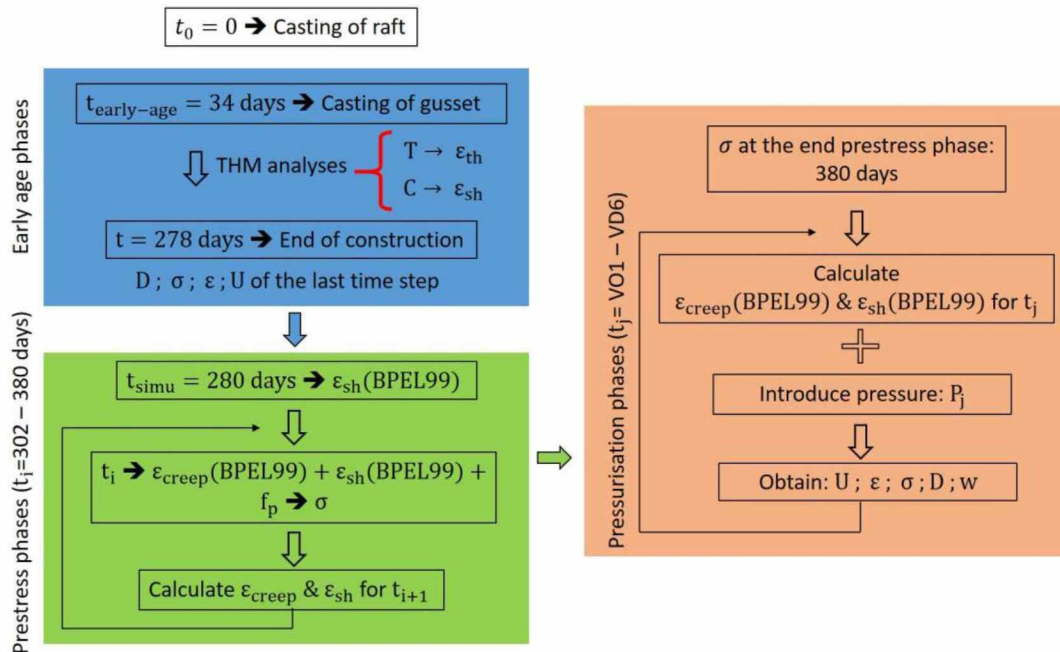 t₀ = 0 ➔ Casting of raft
Early age phases
t_early−age = 34 days ➔ Casting of gusset
THM analyses
T → ε_th
C → ε_sh
t = 278 days ➔ End of construction
D ; σ ; ε ; U of the last time step
Prestress phases (t_i=302 – 380 days)
t_simu = 280 days ➔ ε_sh(BPEL99)
t_i ➔ ε_creep(BPEL99) + ε_sh(BPEL99) +
f_p ➔ σ
Calculate ε_creep & ε_sh for t_i+1
Pressurisation phases (t_j= VO1 – VD6)
σ at the end prestress phase:
380 days
Calculate
ε_creep(BPEL99) & ε_sh(BPEL99) for t_j
Introduce pressure: P_j
Obtain: U ; ε ; σ ; D ; w